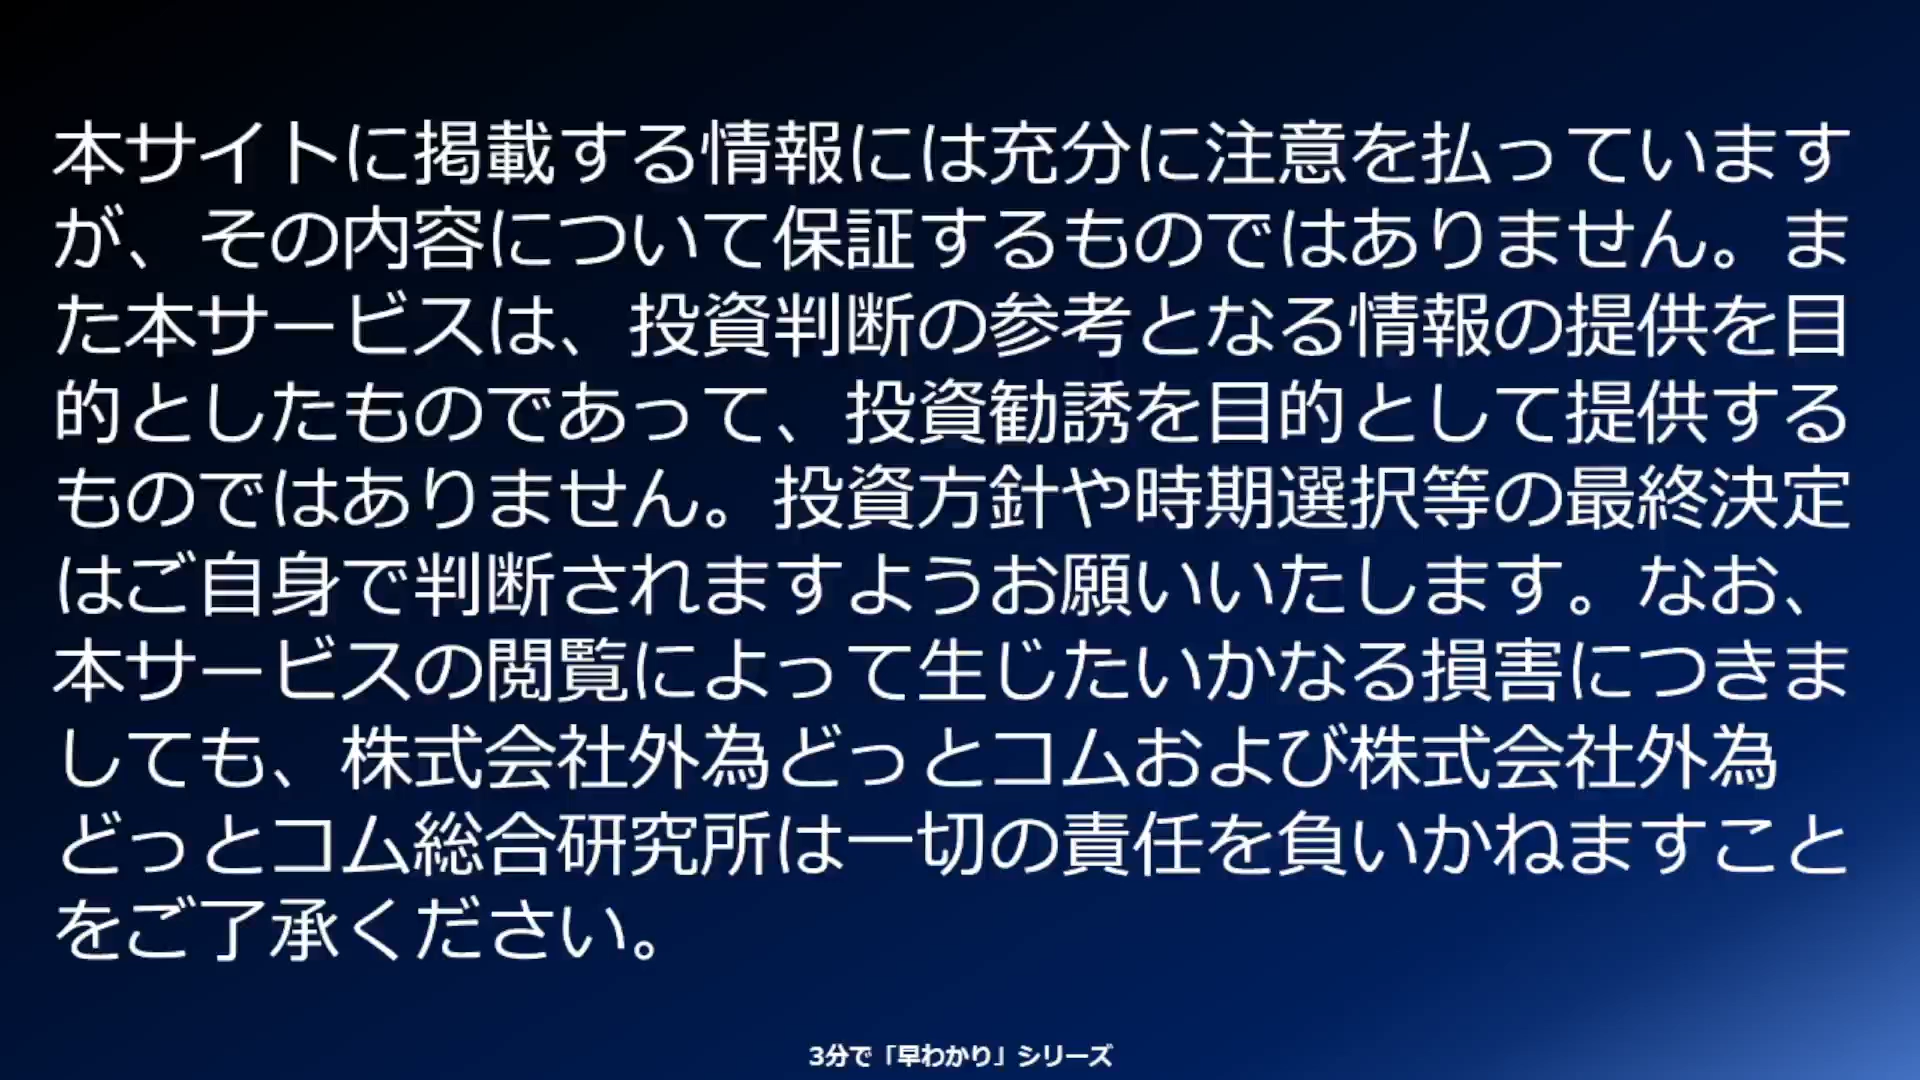 本サイトに掲載する情報には充分に注意を払っています
が、その内容について保証するものではありません。ま
た本サービスは、投資判断の参考となる情報の提供を目
的としたものであって、投資勧誘を目的として提供する
ものではありません。投資方針や時期選択等の最終決定
はご自身で判断されますようお願いいたします。なお、
本サービスの閲覧によって生じたいかなる損害につきま
しても、株式会社外為どっとコムおよび株式会社外為
どっとコム総合研究所は一切の責任を負いかねますこと
をご了承ください。
3分で「早わかり」シリーズ